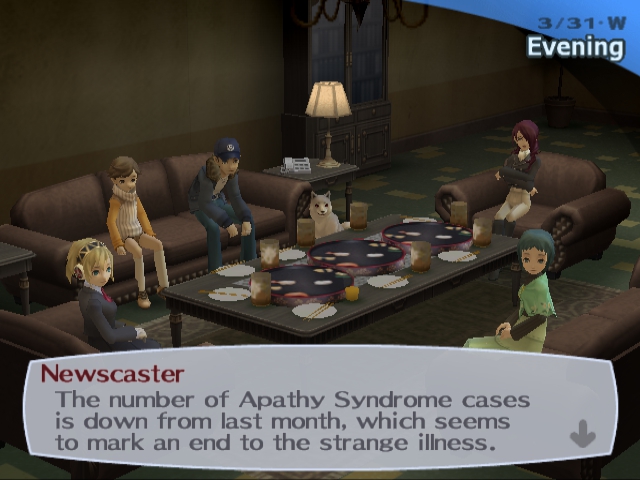 3/31·W
Evening
Newscaster
The number of Apathy Syndrome cases
is down from last month, which seems
to mark an end to the strange illness.